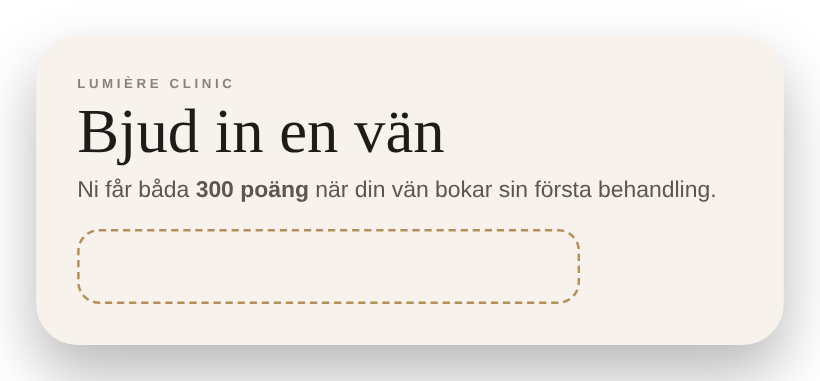 LUMIÈRE CLINIC
Bjud in en vän
Ni får båda 300 poäng när din vän bokar sin första behandling.